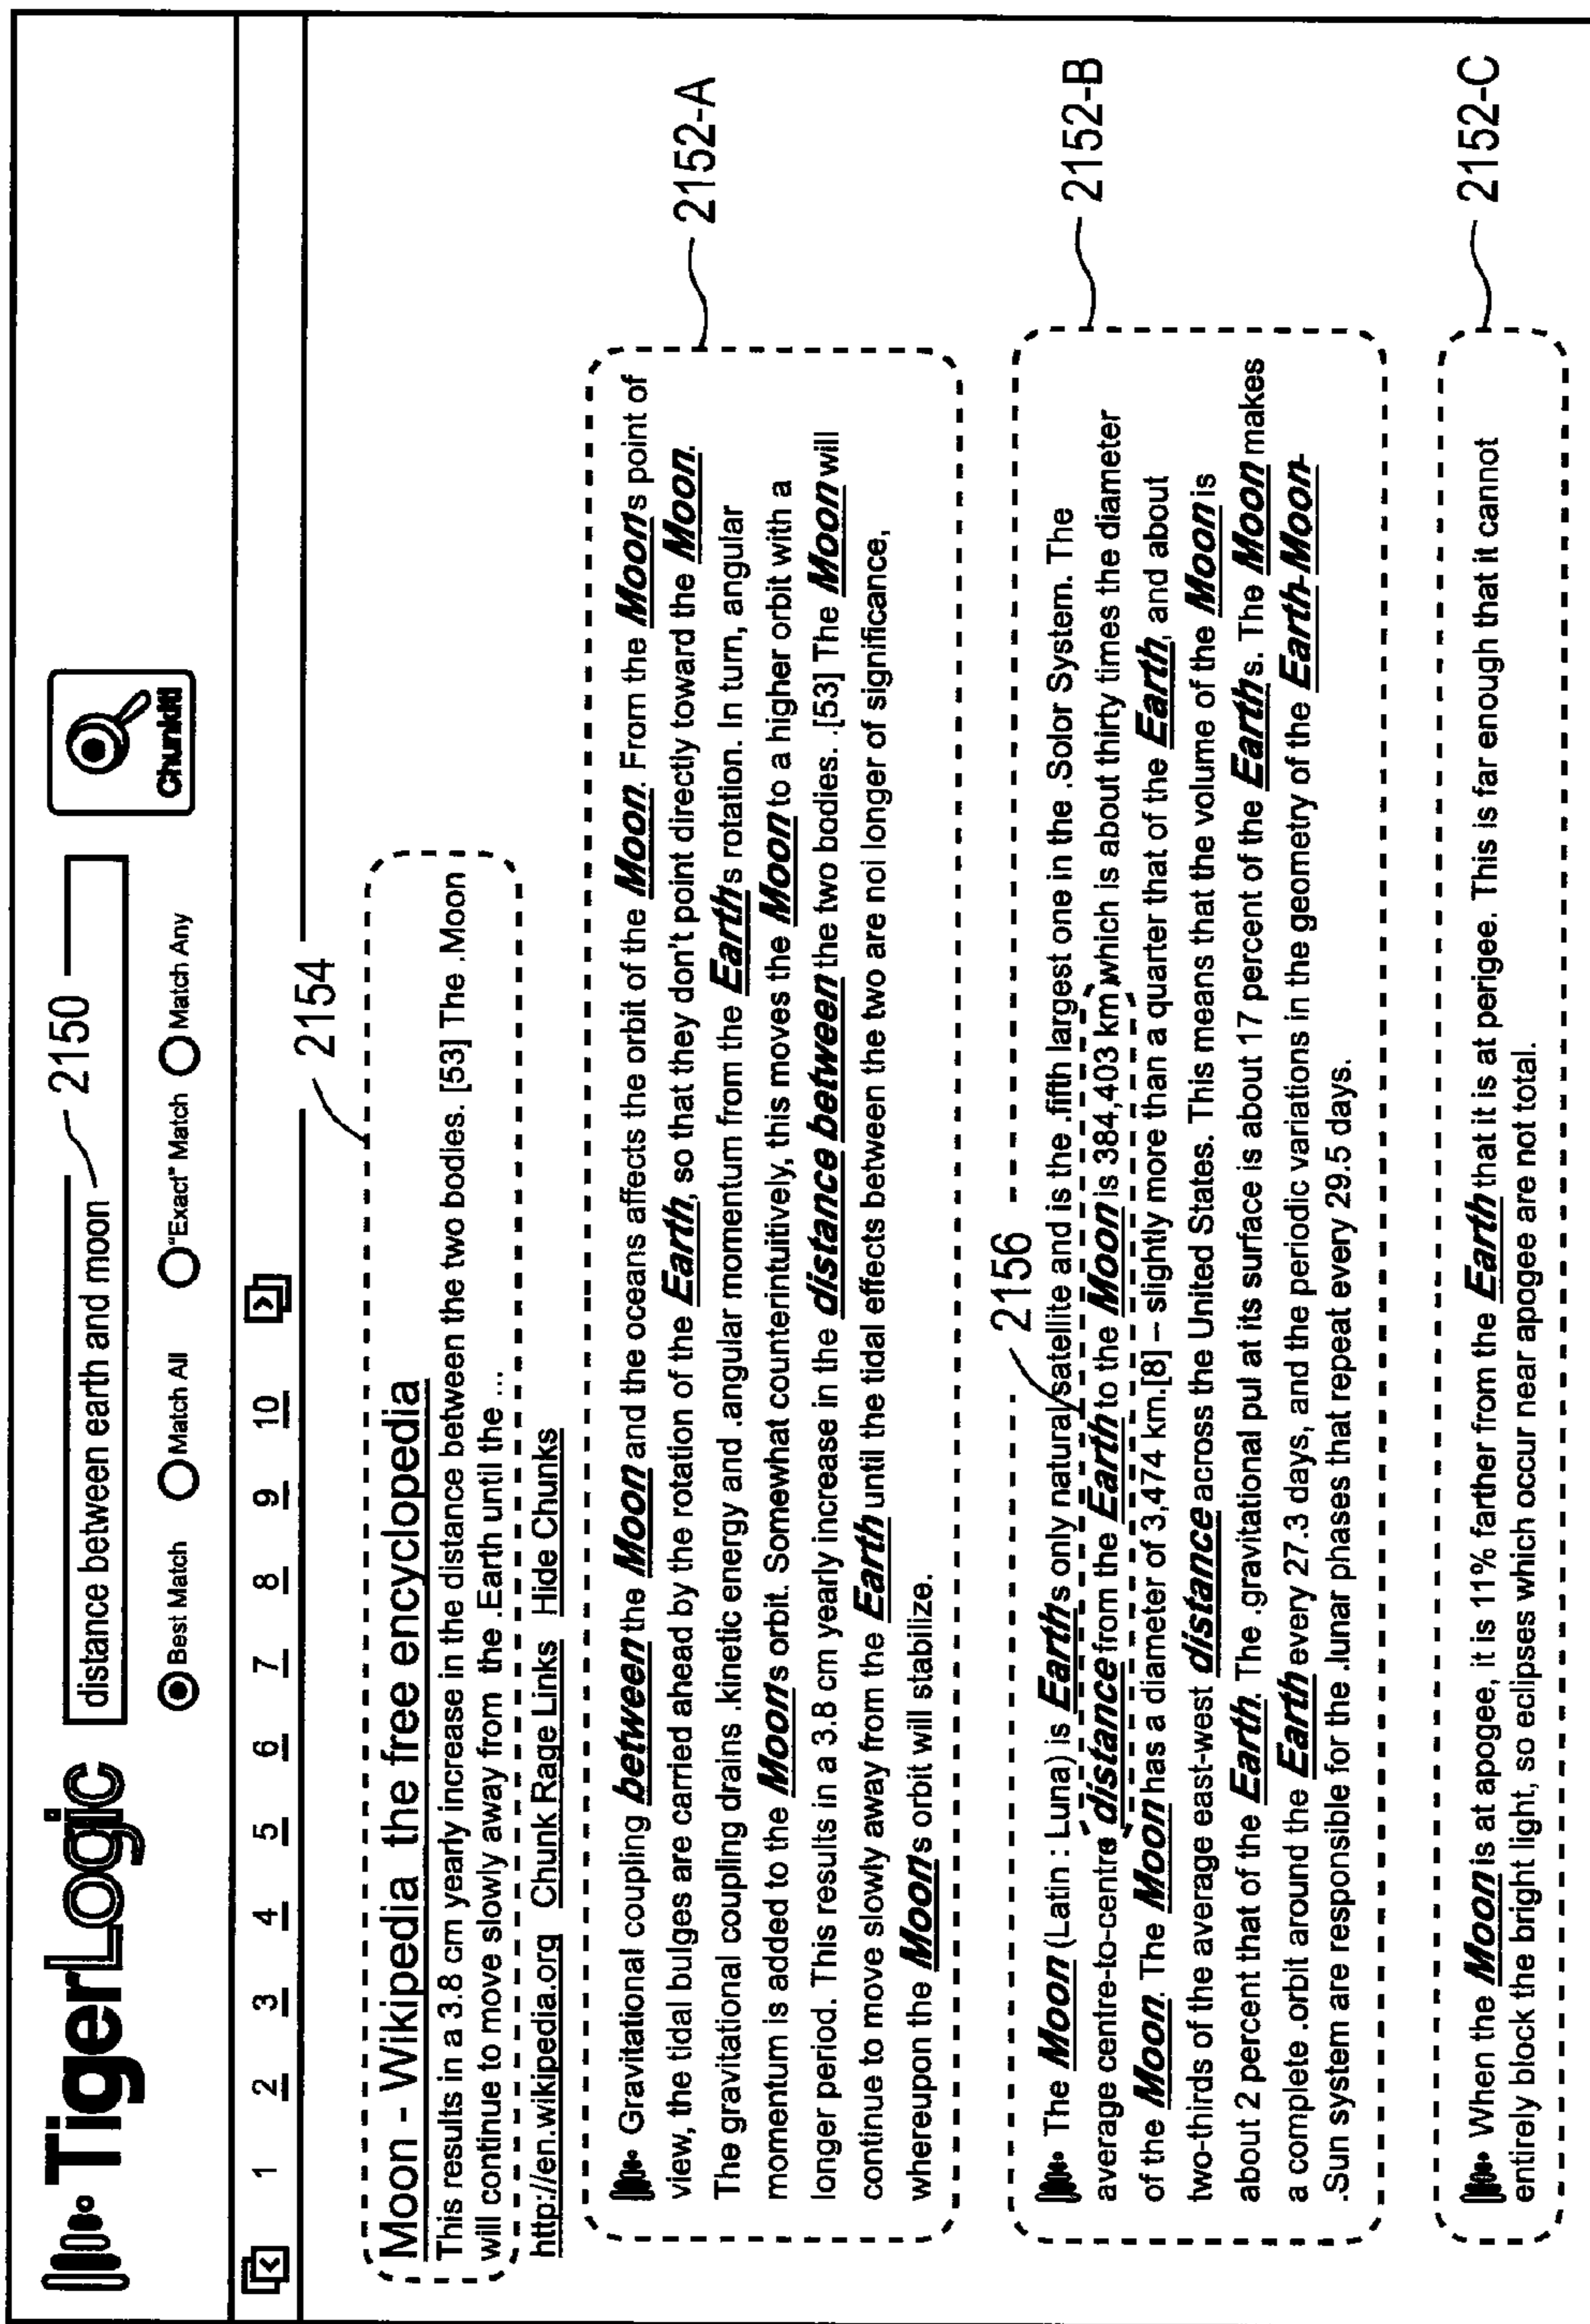 TigerLogic
distance between earth and moon
2150
Chunkit!
Best Match Match All "Exact" Match Match Any
1 2 3 4 5 6 7 8 9 10
2154
Moon - Wikipedia the free encyclopedia
This results in a 3.8 cm yearly increase in the distance between the two bodies. [53] The .Moon
will continue to move slowly away from the .Earth until the ...
http://en.wikipedia.org Chunk Rage Links Hide Chunks
2152-A
Gravitational coupling between the Moon and the oceans affects the orbit of the Moon. From the Moon's point of
view, the tidal bulges are carried ahead by the rotation of the Earth, so that they don't point directly toward the Moon.
The gravitational coupling drains .kinetic energy and .angular momentum from the Earth's rotation. In turn, angular
momentum is added to the Moon's orbit. Somewhat counterintuitively, this moves the Moon to a higher orbit with a
longer period. This results in a 3.8 cm yearly increase in the distance between the two bodies. .[53] The Moon will
continue to move slowly away from the Earth until the tidal effects between the two are noi longer of significance,
whereupon the Moon's orbit will stabilize.
2156
2152-B
The Moon (Latin : Luna) is Earth's only natural satellite and is the .fifth largest one in the .Solor System. The
average centre-to-centre distance from the Earth to the Moon is 384,403 km which is about thirty times the diameter
of the Moon. The Moon has a diameter of 3,474 km.[8] – slightly more than a quarter that of the Earth, and about
two-thirds of the average east-west distance across the United States. This means that the volume of the Moon is
about 2 percent that of the Earth. The .gravitational pul at its surface is about 17 percent of the Earth's. The Moon makes
a complete .orbit around the Earth every 27.3 days, and the periodic variations in the geometry of the Earth-Moon-
.Sun system are responsible for the .lunar phases that repeat every 29.5 days.
2152-C
When the Moon is at apogee, it is 11% farther from the Earth that it is at perigee. This is far enough that it cannot
entirely block the bright light, so eclipses which occur near apogee are not total.